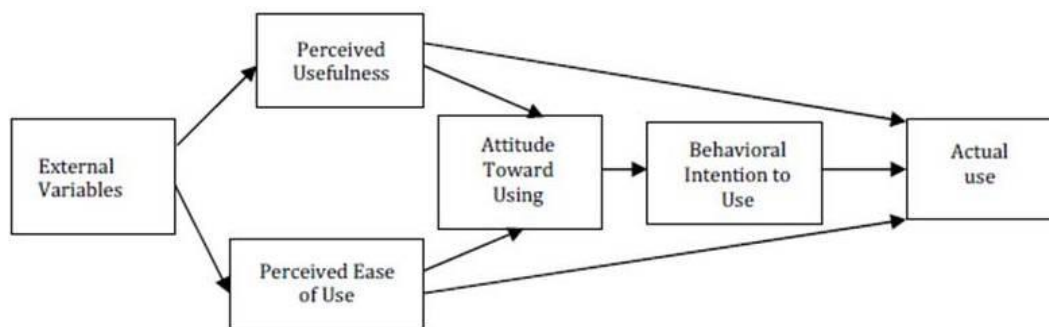 Perceived
Usefulness
External
Variables
Attitude
Toward
Using
Behavioral
Intention to
Use
Actual
use
Perceived Ease
of Use